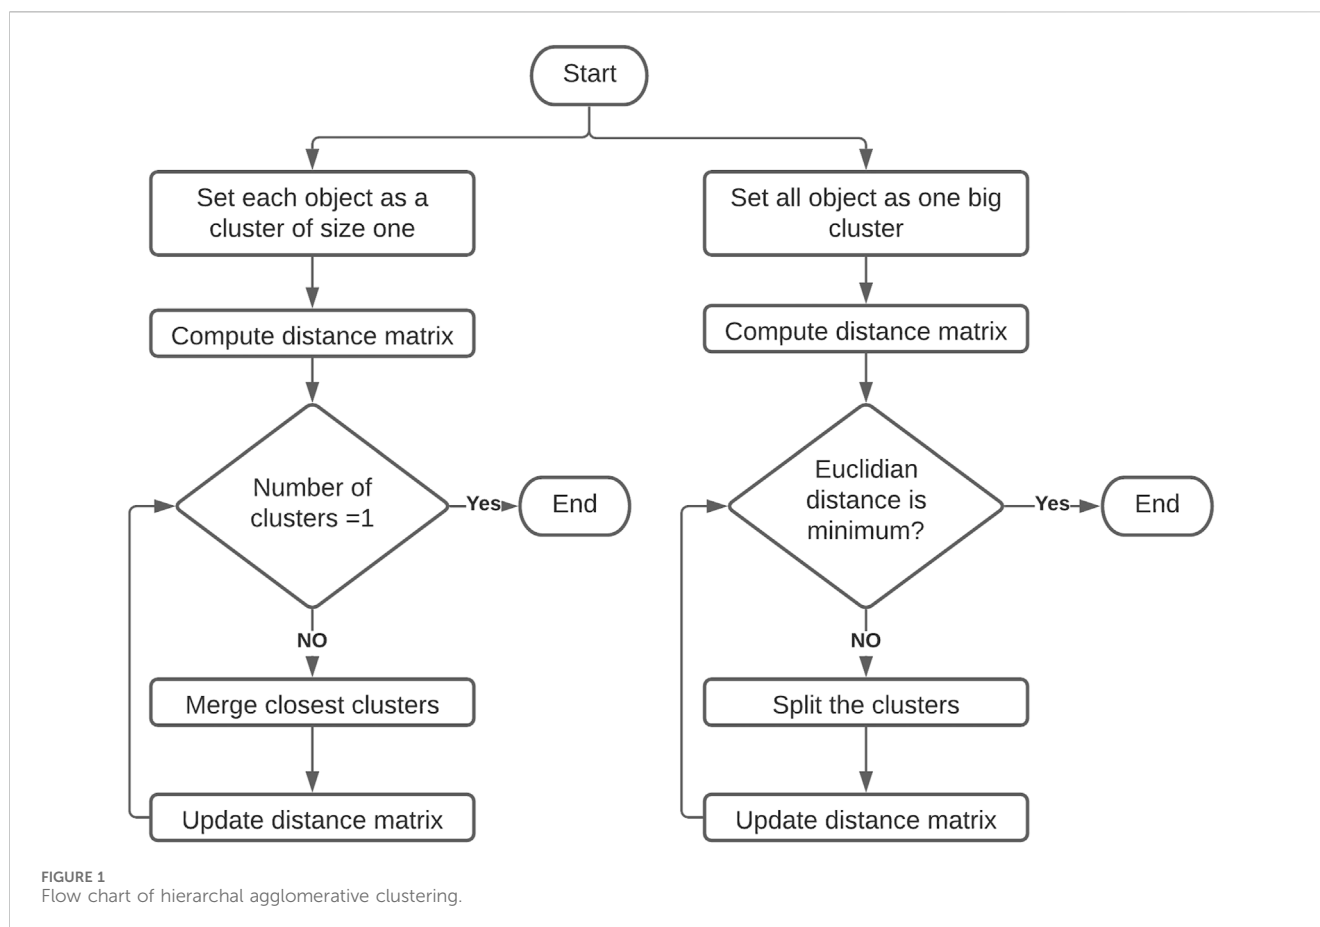 Start
Set each object as a
cluster of size one
Compute distance matrix
Number of
clusters =1
Yes
End
NO
Merge closest clusters
Update distance matrix
Set all object as one big
cluster
Compute distance matrix
Euclidian
distance is
minimum?
Yes
End
NO
Split the clusters
Update distance matrix
FIGURE 1
Flow chart of hierarchal agglomerative clustering.